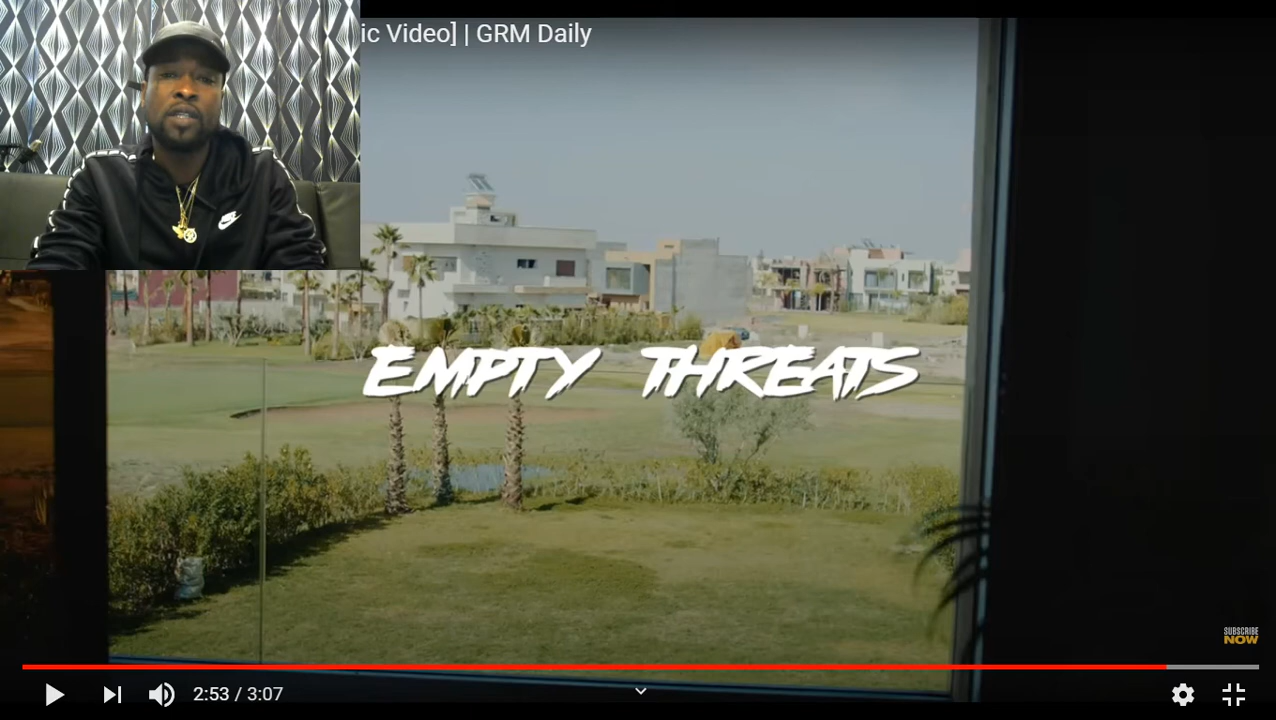 ic Video] | GRM Daily
EMPTY THREATS
SUBSCRIBE
NOW
2:53 / 3:07